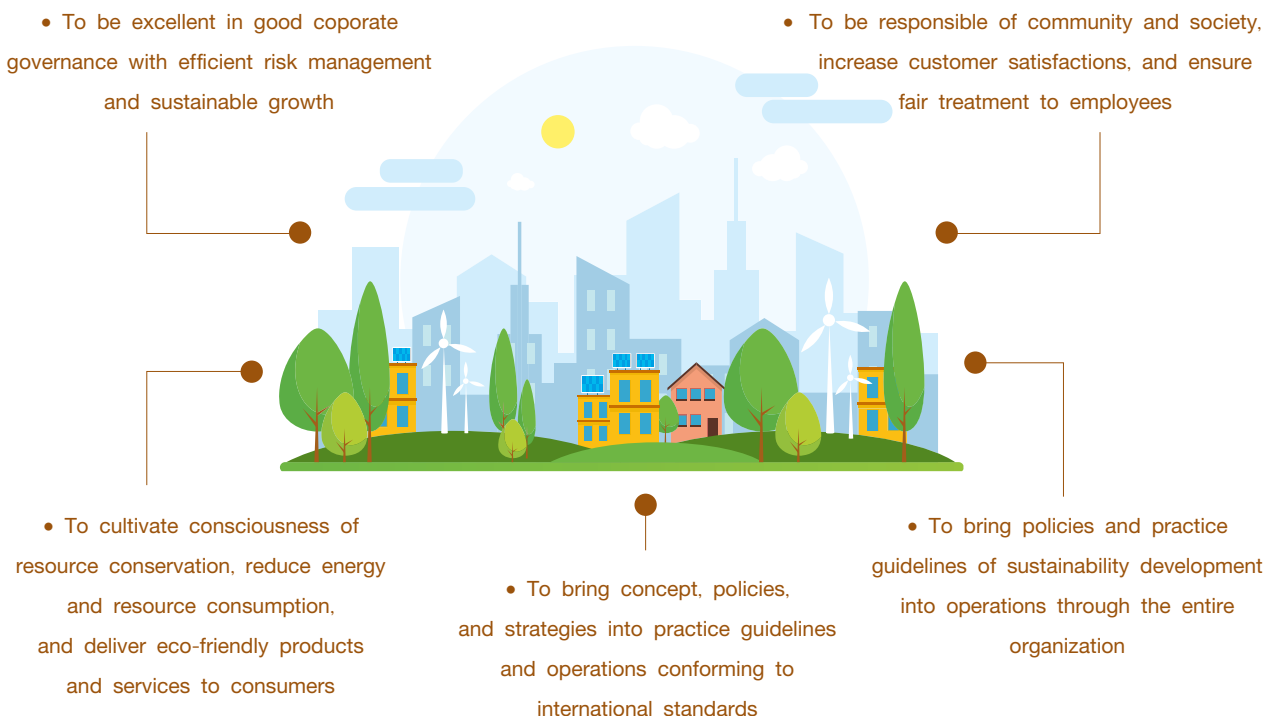 • To be excellent in good coporate
governance with efficient risk management
and sustainable growth
• To be responsible of community and society,
increase customer satisfactions, and ensure
fair treatment to employees
• To cultivate consciousness of
resource conservation, reduce energy
and resource consumption,
and deliver eco-friendly products
and services to consumers
• To bring concept, policies,
and strategies into practice guidelines
and operations conforming to
international standards
• To bring policies and practice
guidelines of sustainability development
into operations through the entire
organization